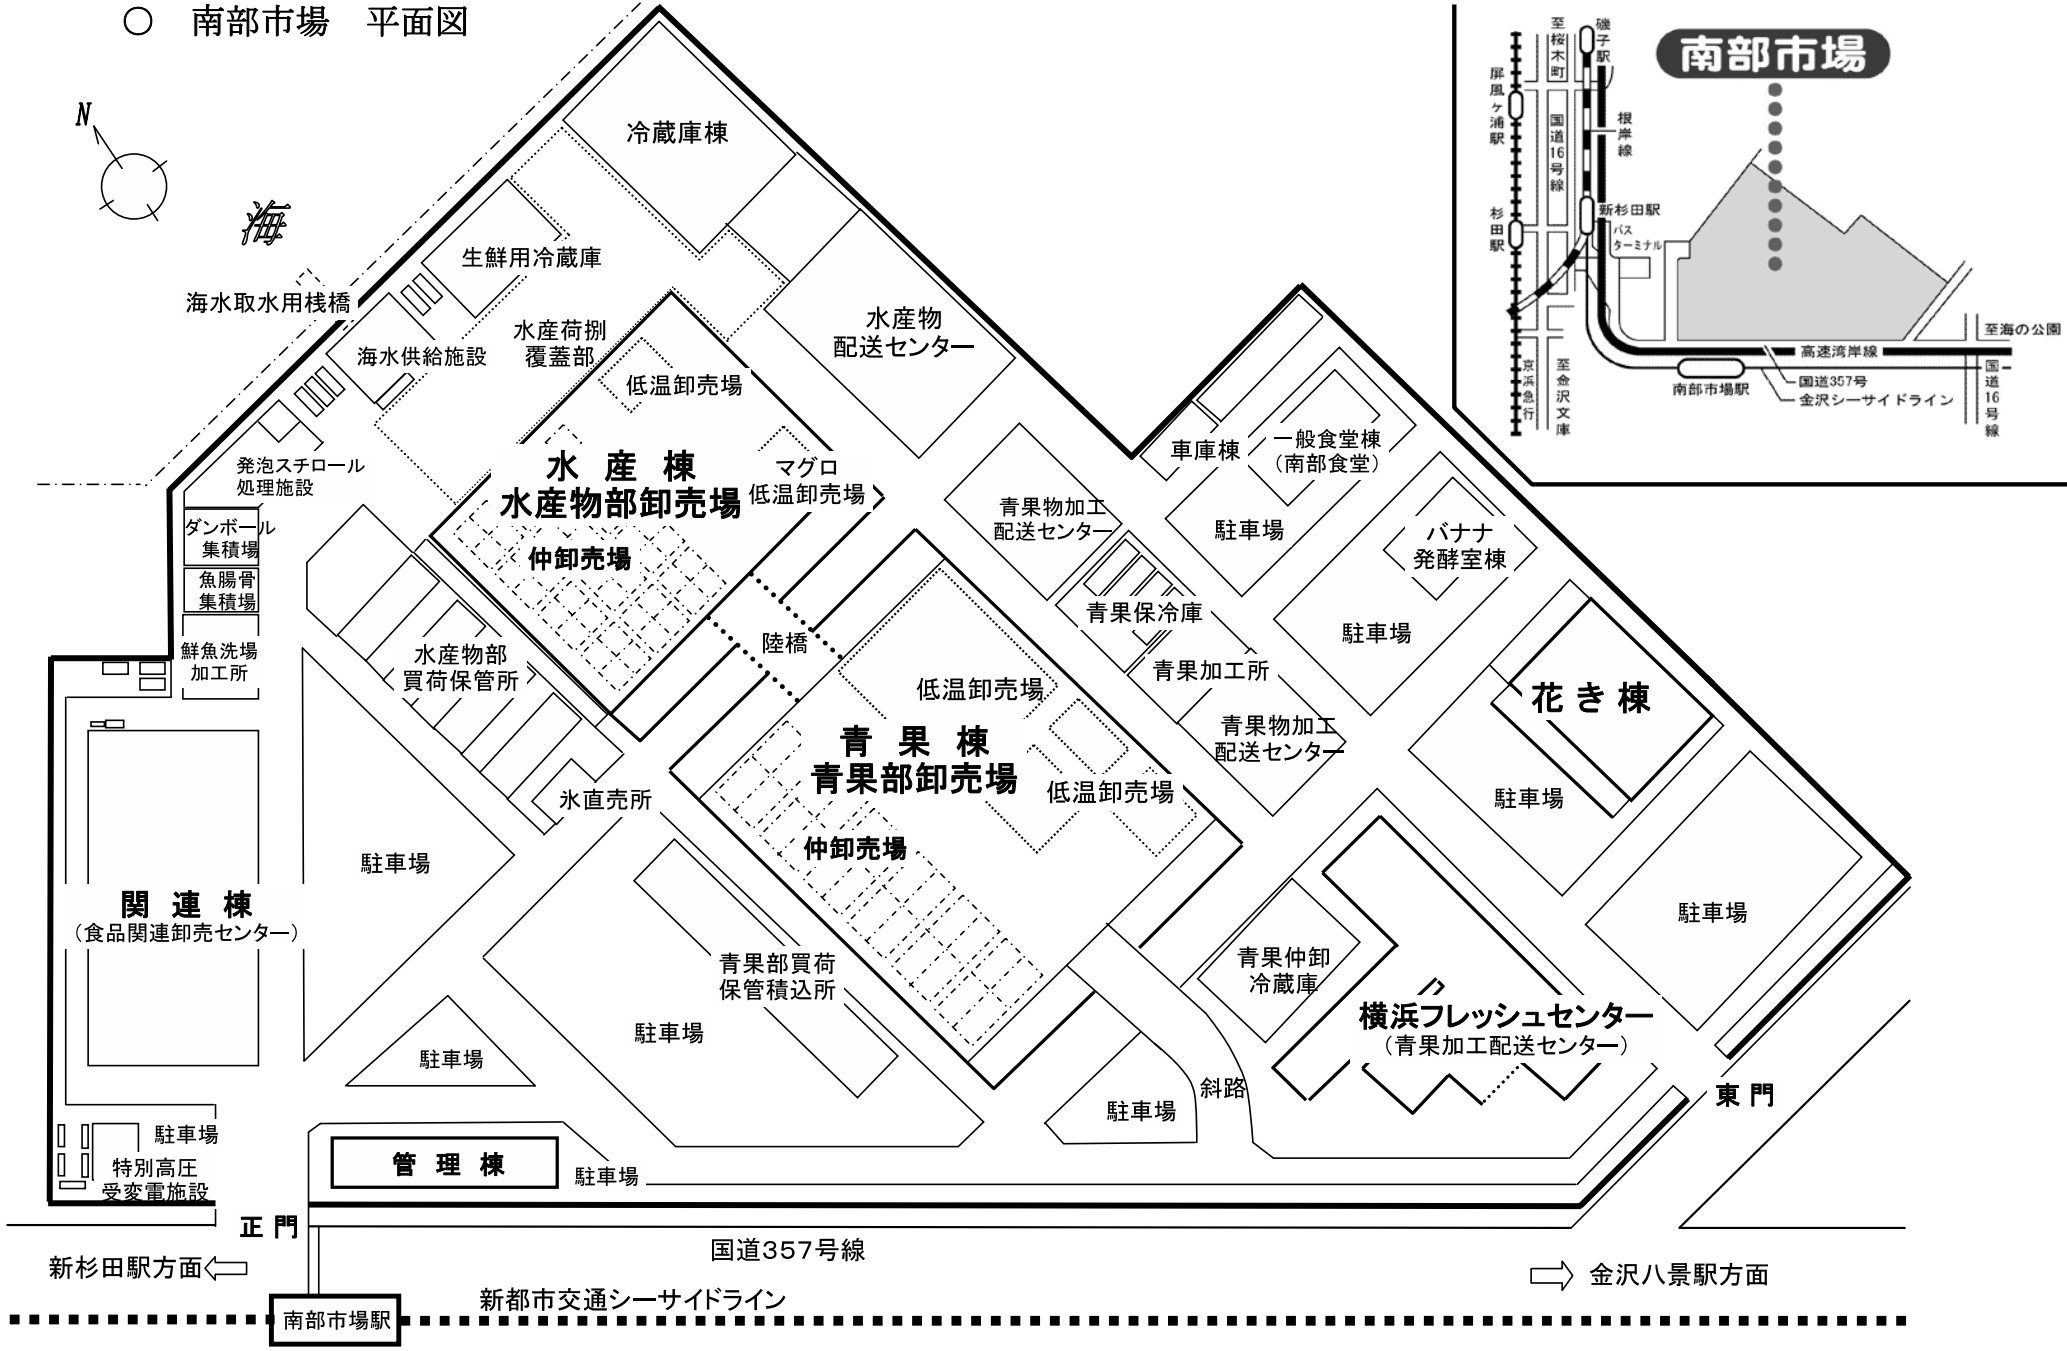 ○　南部市場　平面図
N
海
冷蔵庫棟
生鮮用冷蔵庫
海水取水用桟橋
海水供給施設
水産荷捌
覆蓋部
低温卸売場
水産物
配送センター
発泡スチロール
処理施設
ダンボール
集積場
魚腸骨
集積場
鮮魚洗場
加工所
水　産　棟
水産物部卸売場
仲卸売場
マグロ
低温卸売場
水産物部
買荷保管所
陸橋
氷直売所
青果物加工
配送センター
車庫棟
一般食堂棟
（南部食堂）
駐車場
バナナ
発酵室棟
青果保冷庫
駐車場
青果加工所
青果物加工
配送センター
花き棟
駐車場
駐車場
低温卸売場
青　果　棟
青果部卸売場
低温卸売場
仲卸売場
駐車場
関　連　棟
（食品関連卸売センター）
青果部買荷
保管積込所
駐車場
駐車場
青果仲卸
冷蔵庫
横浜フレッシュセンター
（青果加工配送センター）
斜路
駐車場
東門
駐車場
特別高圧
受変電施設
管　理　棟
駐車場
正門
国道357号線
新杉田駅方面
金沢八景駅方面
新都市交通シーサイドライン
南部市場駅
南部市場
至桜木町
磯子駅
屏風ヶ浦駅
国道16号線
根岸線
杉田駅
新杉田駅
バス
ターミナル
至海の公園
高速湾岸線
京浜急行
至金沢文庫
南部市場駅
国道357号
金沢シーサイドライン
国道16号線